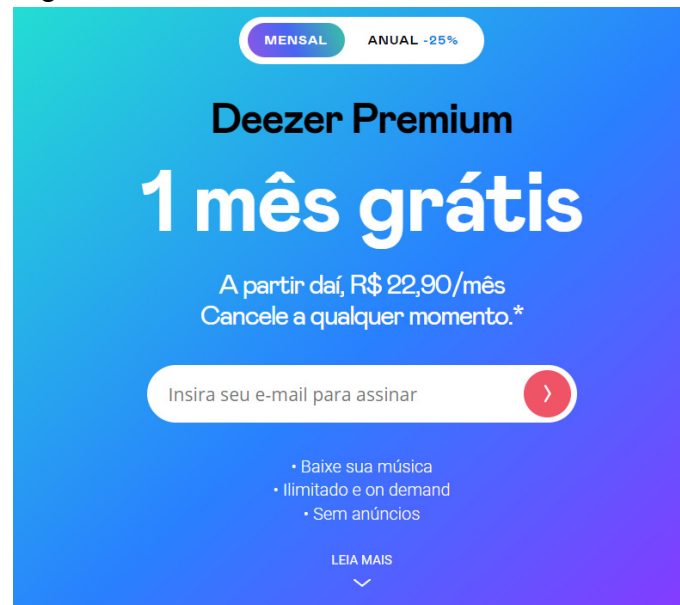 MENSAL ANUAL -25%
Deezer Premium
1 mês grátis
A partir daí, R$ 22,90/mês
Cancele a qualquer momento.*
Insira seu e-mail para assinar
• Baixe sua música
• Ilimitado e on demand
• Sem anúncios
LEIA MAIS